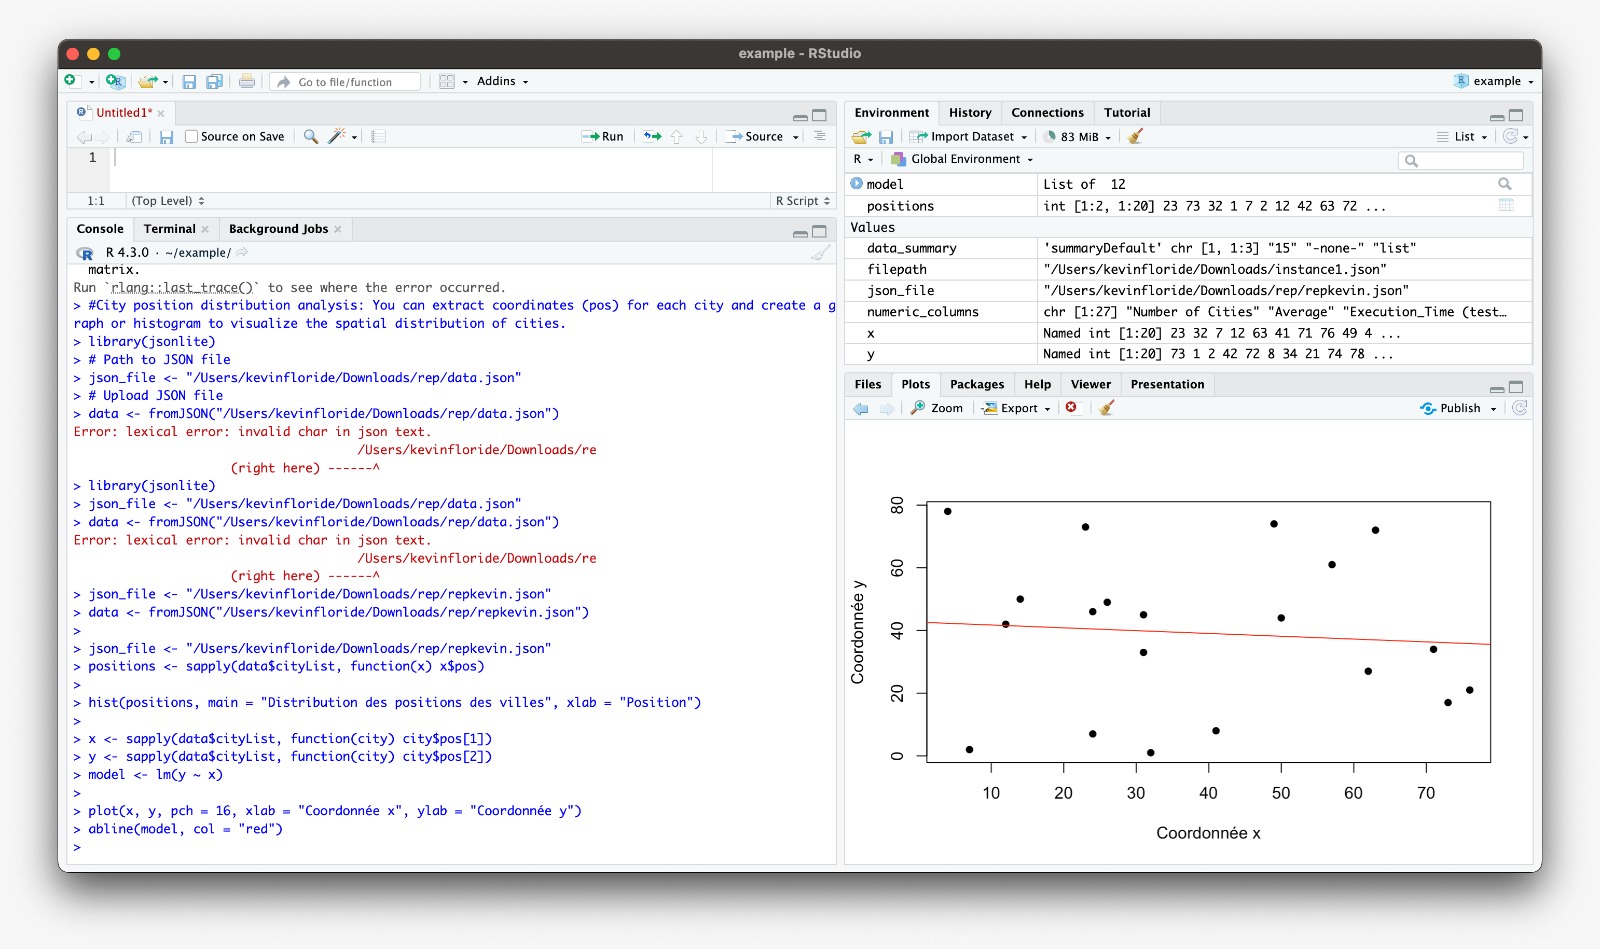 example - RStudio
Go to file/function
Addins
example
Untitled1*
Source on Save
Run
Source
1
1:1
(Top Level)
R Script
Console
Terminal
Background Jobs
R 4.3.0 · ~/example/
matrix.
Run `rlang::last_trace()` to see where the error occurred.
> #City position distribution analysis: You can extract coordinates (pos) for each city and create a g
raph or histogram to visualize the spatial distribution of cities.
> library(jsonlite)
> # Path to JSON file
> json_file <- "/Users/kevinfloride/Downloads/rep/data.json"
> # Upload JSON file
> data <- fromJSON("/Users/kevinfloride/Downloads/rep/data.json")
Error: lexical error: invalid char in json text.
/Users/kevinfloride/Downloads/re
(right here) ------^
> library(jsonlite)
> json_file <- "/Users/kevinfloride/Downloads/rep/data.json"
> data <- fromJSON("/Users/kevinfloride/Downloads/rep/data.json")
Error: lexical error: invalid char in json text.
/Users/kevinfloride/Downloads/re
(right here) ------^
> json_file <- "/Users/kevinfloride/Downloads/rep/repkevin.json"
> data <- fromJSON("/Users/kevinfloride/Downloads/rep/repkevin.json")
>
> json_file <- "/Users/kevinfloride/Downloads/rep/repkevin.json"
> positions <- sapply(data$cityList, function(x) x$pos)
>
> hist(positions, main = "Distribution des positions des villes", xlab = "Position")
>
> x <- sapply(data$cityList, function(city) city$pos[1])
> y <- sapply(data$cityList, function(city) city$pos[2])
> model <- lm(y ~ x)
>
> plot(x, y, pch = 16, xlab = "Coordonnée x", ylab = "Coordonnée y")
> abline(model, col = "red")
>
Environment
History
Connections
Tutorial
Import Dataset
83 MiB
List
R
Global Environment
model List of 12
positions int [1:2, 1:20] 23 73 32 1 7 2 12 42 63 72 ...
Values
data_summary 'summaryDefault' chr [1, 1:3] "15" "-none-" "list"
filepath "/Users/kevinfloride/Downloads/instance1.json"
json_file "/Users/kevinfloride/Downloads/rep/repkevin.json"
numeric_columns chr [1:27] "Number of Cities" "Average" "Execution_Time (test…
x Named int [1:20] 23 32 7 12 63 41 71 76 49 4 ...
y Named int [1:20] 73 1 2 42 72 8 34 21 74 78 ...
Files
Plots
Packages
Help
Viewer
Presentation
Zoom
Export
Publish
80
60
40
20
0
Coordonnée y
10 20 30 40 50 60 70
Coordonnée x